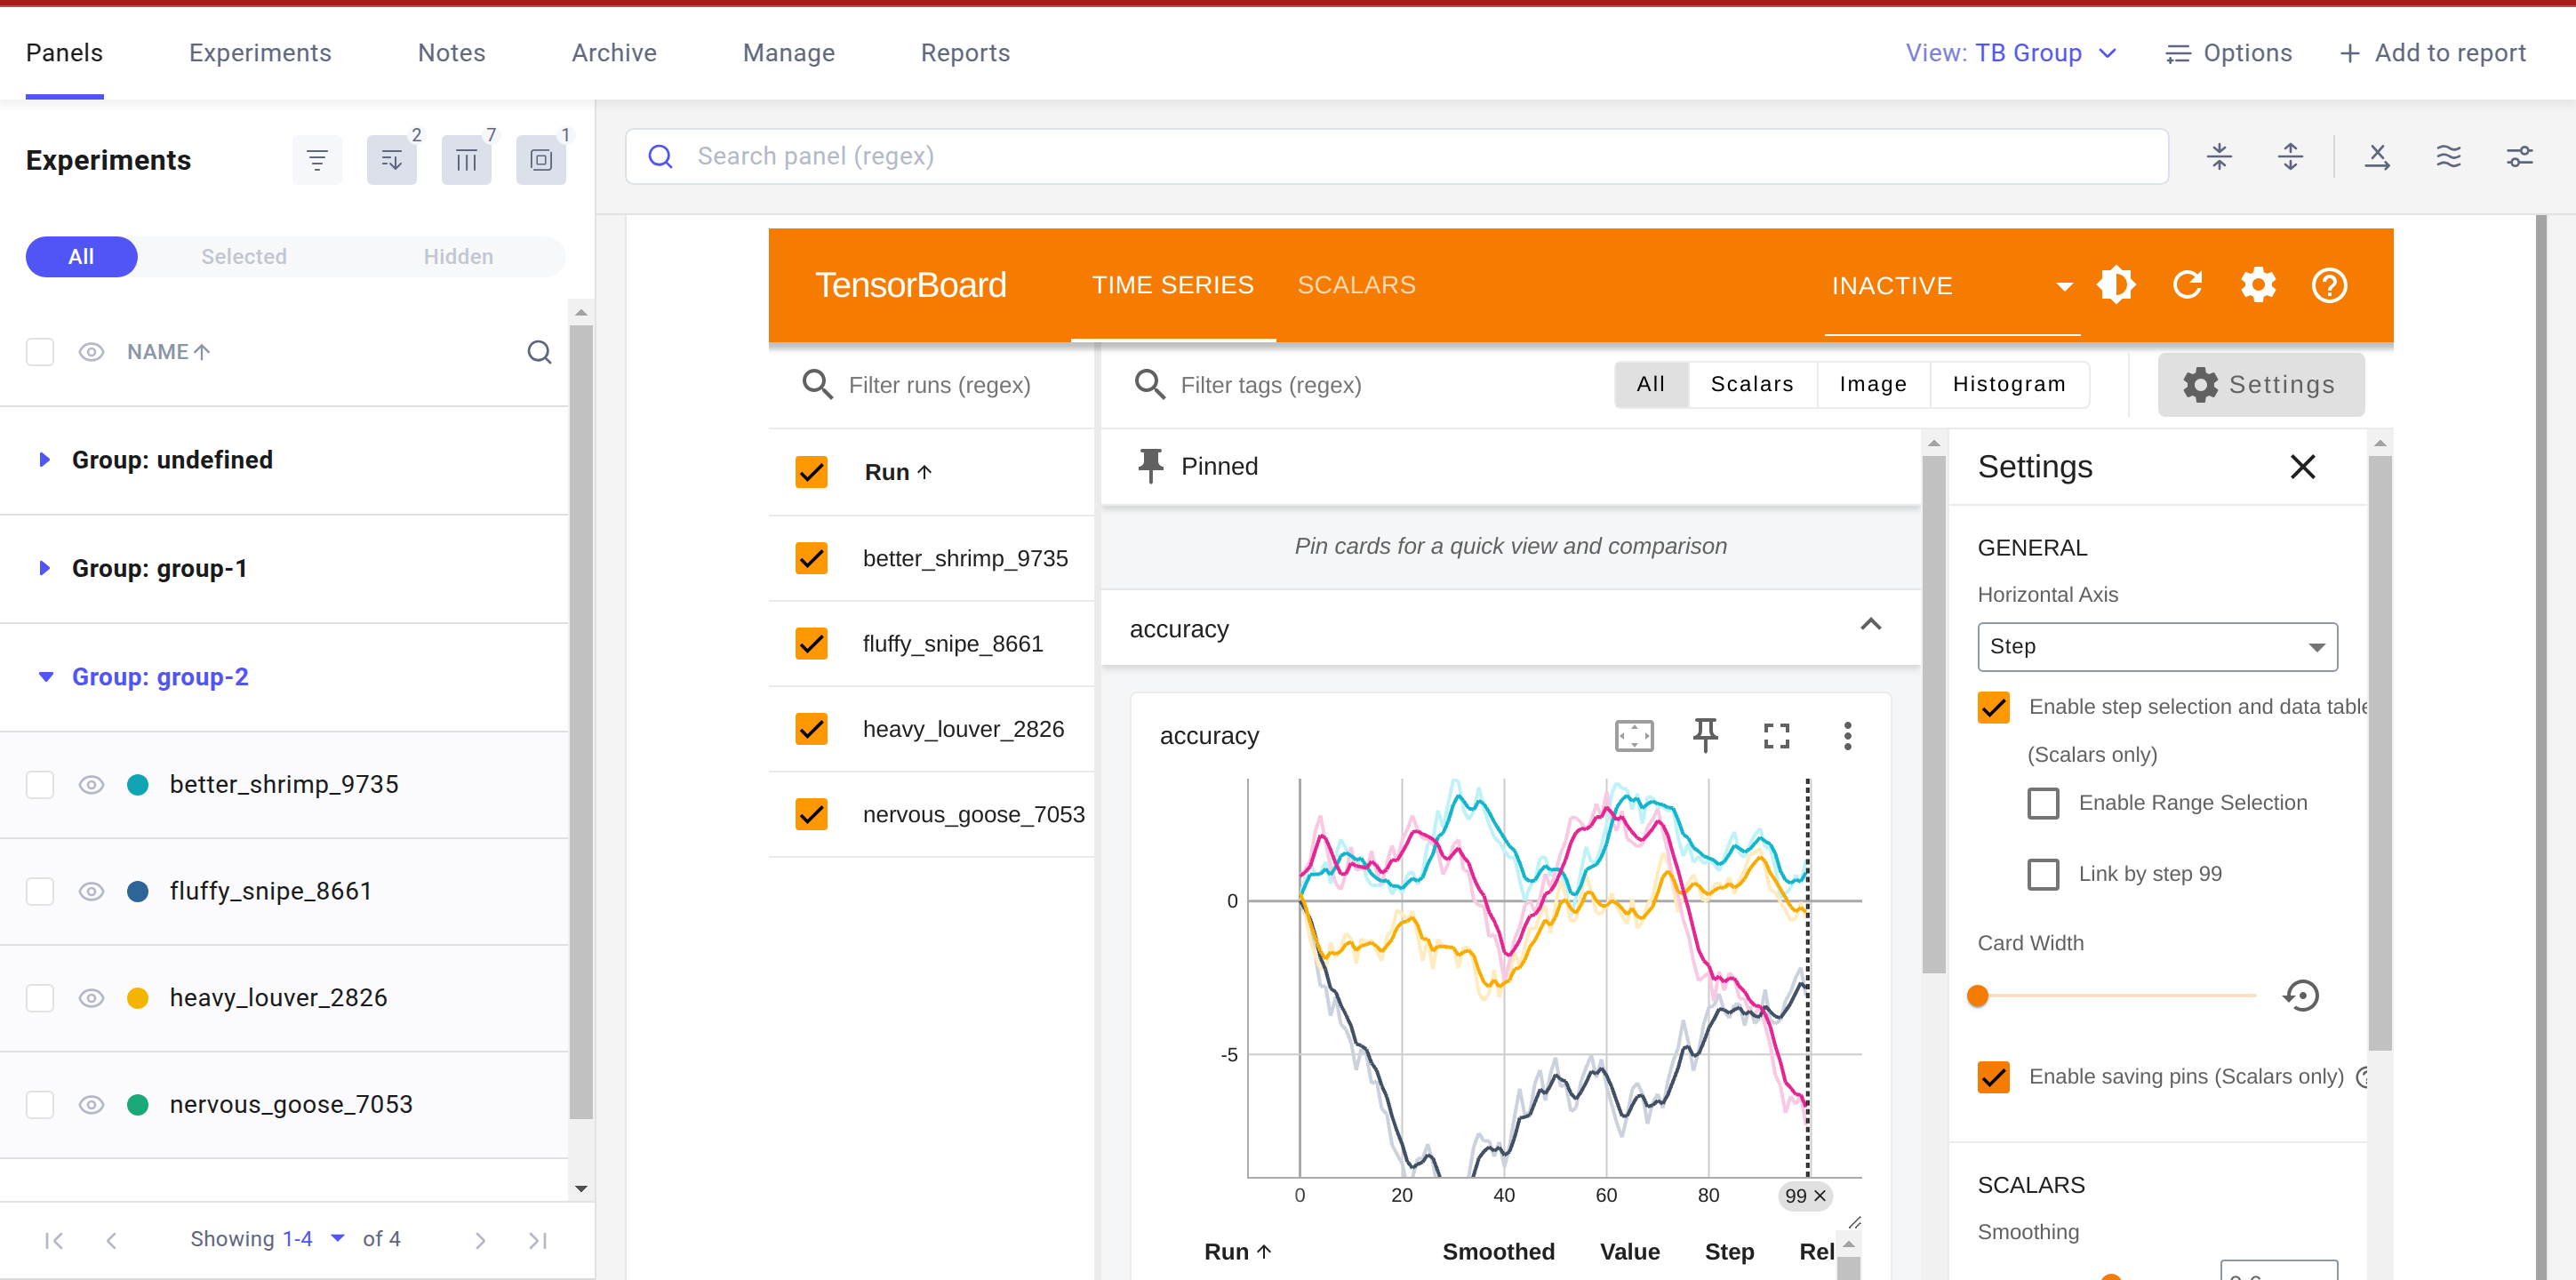 Panels Experiments Notes Archive Manage Reports View: TB Group Options Add to report
Experiments 2 7 1
Search panel (regex)
All Selected Hidden
NAME
Group: undefined
Group: group-1
Group: group-2
better_shrimp_9735
fluffy_snipe_8661
heavy_louver_2826
nervous_goose_7053
Showing 1-4 of 4
TensorBoard TIME SERIES SCALARS INACTIVE
Filter runs (regex)
Run
better_shrimp_9735
fluffy_snipe_8661
heavy_louver_2826
nervous_goose_7053
Filter tags (regex) All Scalars Image Histogram Settings
Pinned
Pin cards for a quick view and comparison
accuracy
accuracy
0
-5
0 20 40 60 80 99
Run Smoothed Value Step Rel
Settings
GENERAL
Horizontal Axis
Step
Enable step selection and data table
(Scalars only)
Enable Range Selection
Link by step 99
Card Width
Enable saving pins (Scalars only)
SCALARS
Smoothing